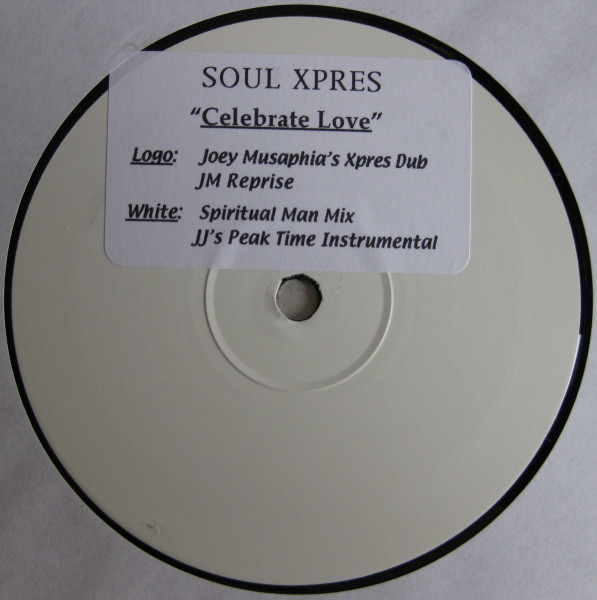 SOUL XPRES
“Celebrate Love”
Logo: Joey Musaphia's Xpres Dub
JM Reprise
White: Spiritual Man Mix
JJ's Peak Time Instrumental